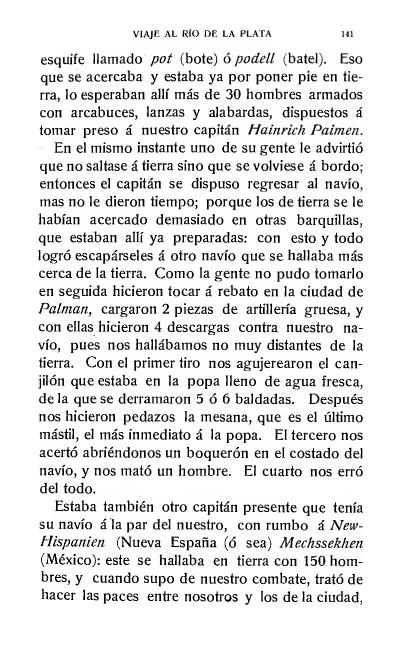 VIAJE AL RÍO DE LA PLATA 141
esquife llamado pot (bote) ó podell (batel). Eso
que se acercaba y estaba ya por poner pie en tie-
rra, lo esperaban allí más de 30 hombres armados
con arcabuces, lanzas y alabardas, dispuestos á
tomar preso á nuestro capitán Hainrich Paimen.
En el mismo instante uno de su gente le advirtió
que no saltase á tierra sino que se volviese á bordo;
entonces el capitán se dispuso regresar al navío,
mas no le dieron tiempo; porque los de tierra se le
habían acercado demasiado en otras barquillas,
que estaban allí ya preparadas: con esto y todo
logró escapárseles á otro navío que se hallaba más
cerca de la tierra. Como la gente no pudo tomarlo
en seguida hicieron tocar á rebato en la ciudad de
Palman, cargaron 2 piezas de artillería gruesa, y
con ellas hicieron 4 descargas contra nuestro na-
vío, pues nos hallábamos no muy distantes de la
tierra. Con el primer tiro nos agujerearon el can-
jilón que estaba en la popa lleno de agua fresca,
de la que se derramaron 5 ó 6 baldadas. Después
nos hicieron pedazos la mesana, que es el último
mástil, el más inmediato á la popa. El tercero nos
acertó abriéndonos un boquerón en el costado del
navío, y nos mató un hombre. El cuarto nos erró
del todo.
Estaba también otro capitán presente que tenía
su navío á la par del nuestro, con rumbo á New-
Hispanien (Nueva España (ó sea) Mechssekhen
(México): este se hallaba en tierra con 150 hom-
bres, y cuando supo de nuestro combate, trató de
hacer las paces entre nosotros y los de la ciudad,